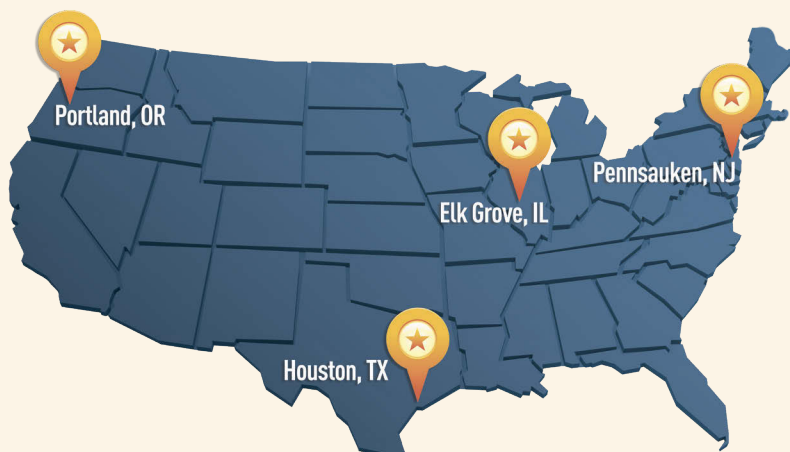 Portland, OR
Pennsauken, NJ
Elk Grove, IL
Houston, TX